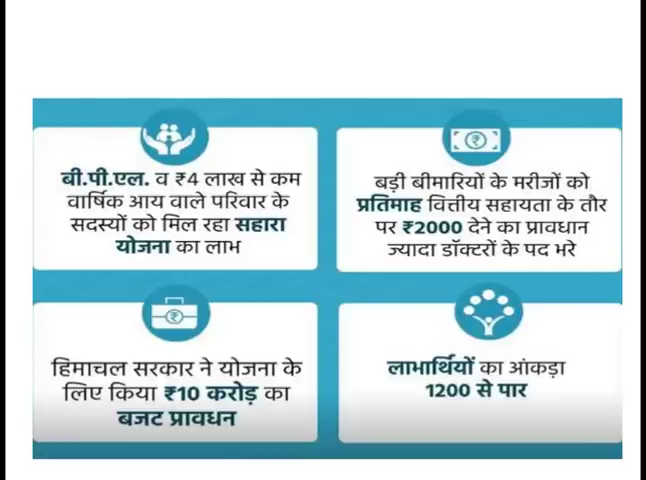 बी.पी.एल. व ₹4 लाख से कम
वार्षिक आय वाले परिवार के
सदस्यों को मिल रहा सहारा
योजना का लाभ
बड़ी बीमारियों के मरीजों को
प्रतिमाह वित्तीय सहायता के तौर
पर ₹2000 देने का प्रावधान
ज्यादा डॉक्टरों के पद भरे
हिमाचल सरकार ने योजना के
लिए किया ₹10 करोड़ का
बजट प्रावधन
लाभार्थियों का आंकड़ा
1200 से पार